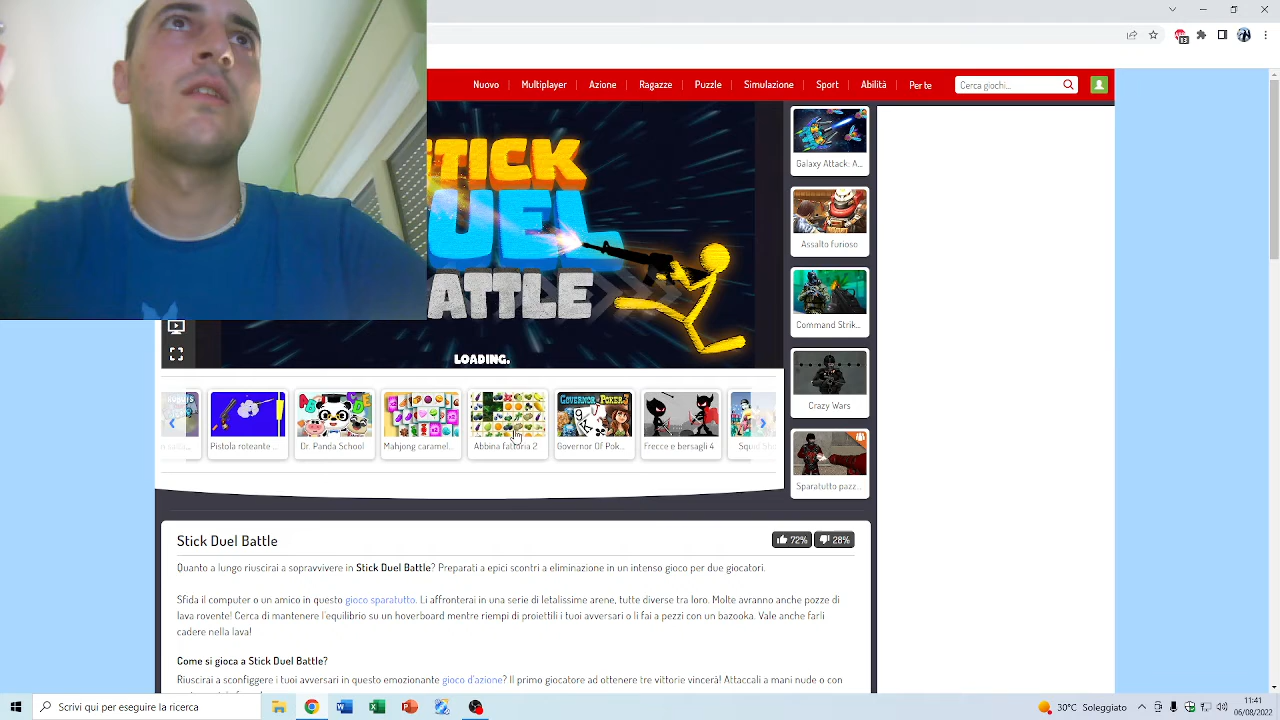 Nuovo Multiplayer Azione Ragazze Puzzle Simulazione Sport Abilità Per te Cerca giochi...
STICK
DUEL
BATTLE
LOADING.
Galaxy Attack: A...
Assalto furioso
Command Strik...
Crazy Wars
Sparatutto pazz...
Pistola roteante ... Dr. Panda School Mahjong caramel... Abbina fattoria 2 Governor Of Pok... Frecce e bersagli 4 Squid Sh
Stick Duel Battle 72% 28%
Quanto a lungo riuscirai a sopravvivere in Stick Duel Battle? Preparati a epici scontri a eliminazione in un intenso gioco per due giocatori.
Sfida il computer o un amico in questo gioco sparatutto. Li affronterai in una serie di letalissime arene, tutte diverse tra loro. Molte avranno anche pozze di
lava rovente! Cerca di mantenere l'equilibrio su un hoverboard mentre riempi di proiettili i tuoi avversari o li fai a pezzi con un bazooka. Vale anche farli
cadere nella lava!
Come si gioca a Stick Duel Battle?
Riuscirai a sconfiggere i tuoi avversari in questo emozionante gioco d'azione? Il primo giocatore ad ottenere tre vittorie vincerà! Attaccali a mani nude o con
Scrivi qui per eseguire la ricerca 30°C Soleggiato 11:41
06/08/2022